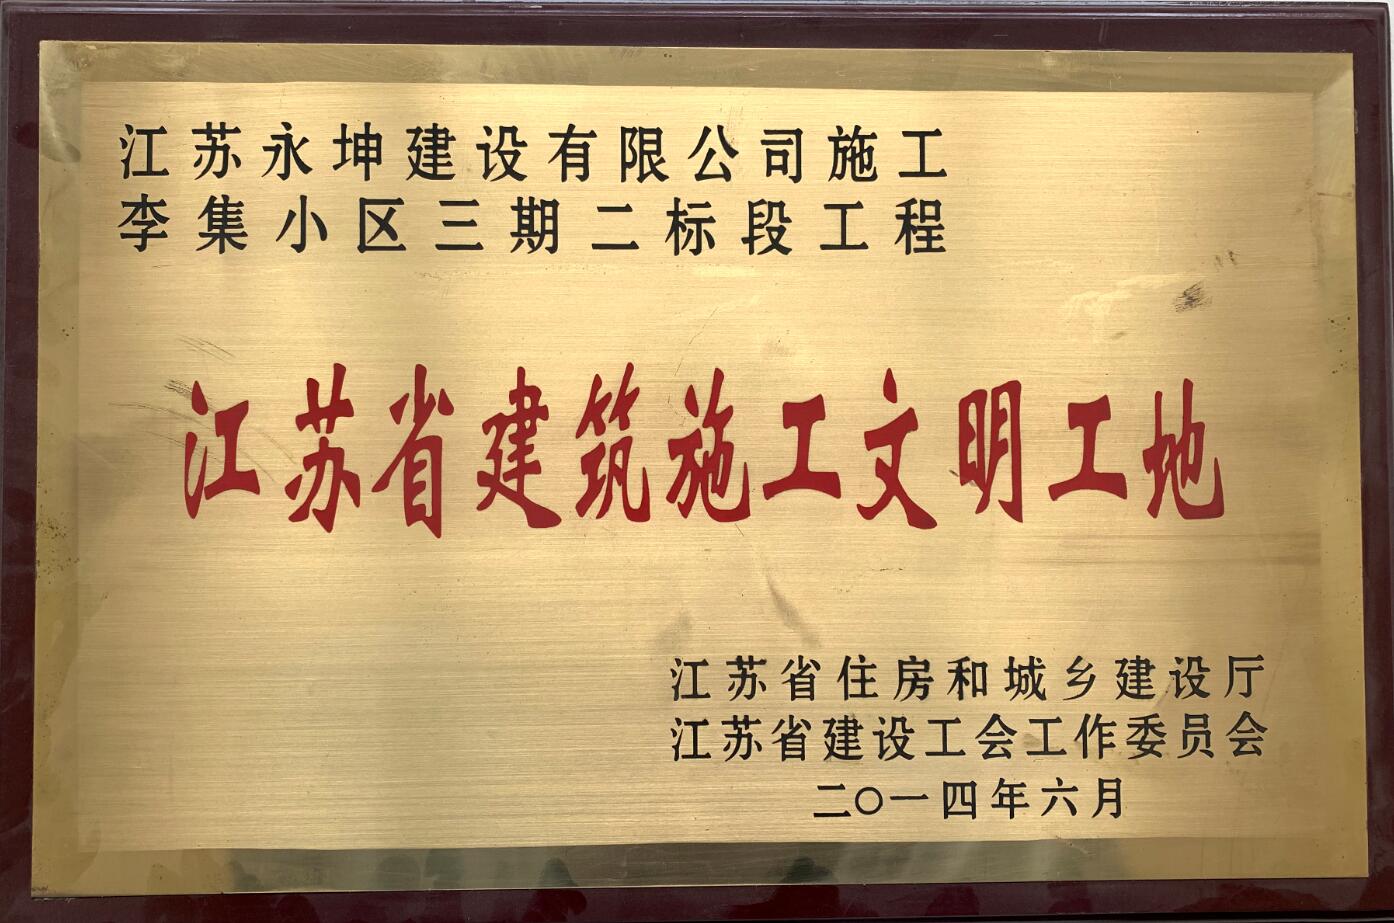 江苏永坤建设有限公司施工
李集小区三期二标段工程
江苏省建筑施工文明工地
江苏省住房和城乡建设厅
江苏省建设工会工作委员会
二〇一四年六月